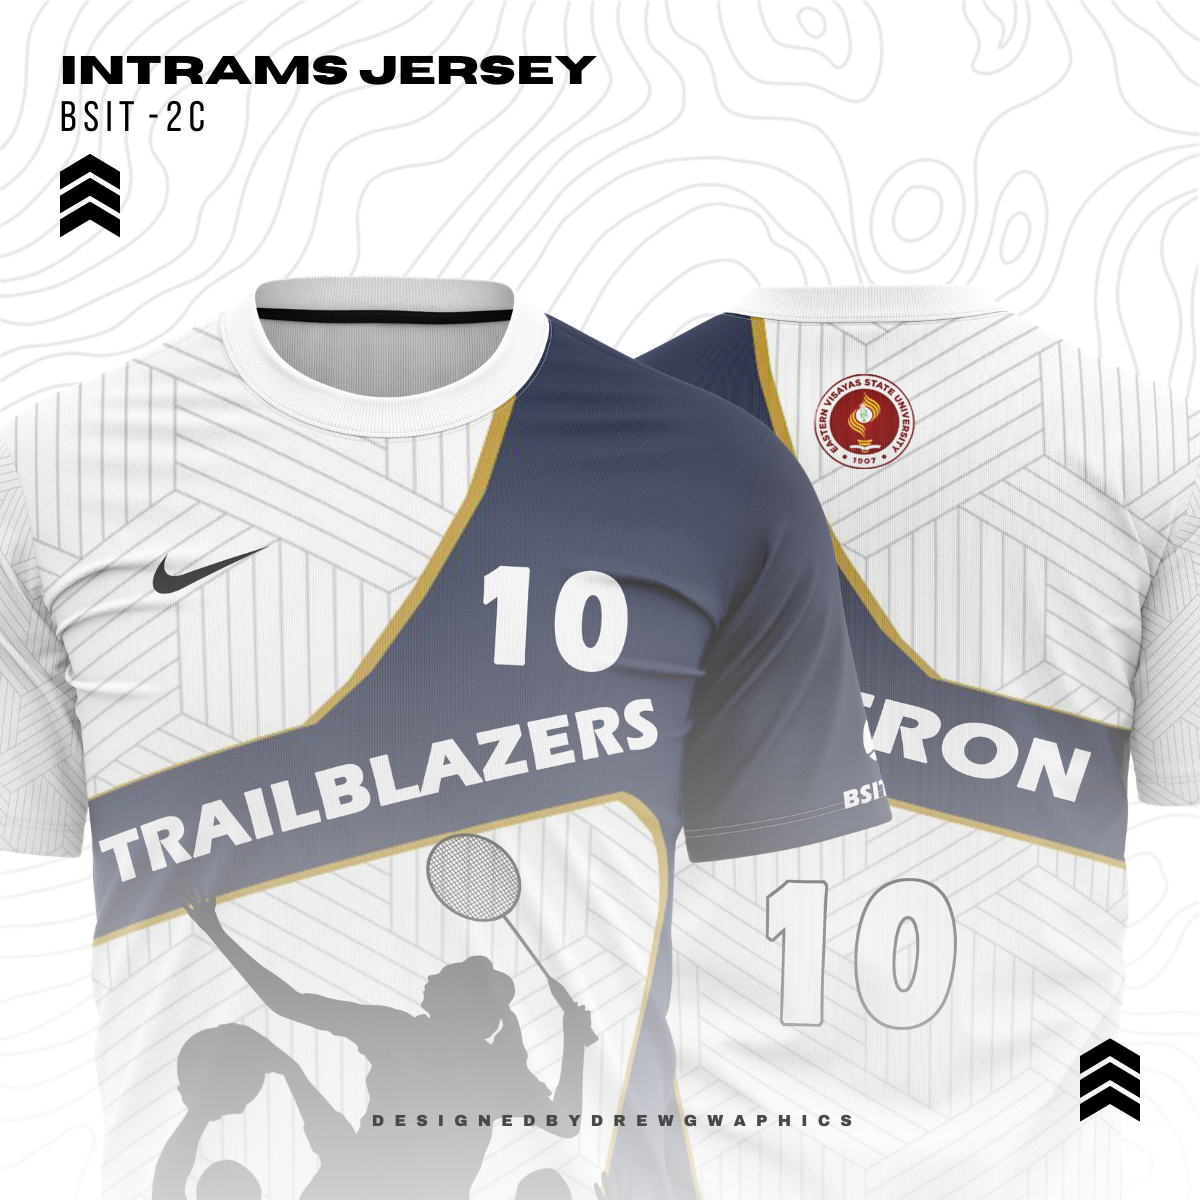 INTRAMS JERSEY
BSIT -2C
EASTERN VISAYAS STATE UNIVERSITY
• 1907 •
10
TRAILBLAZERS
RON
BSIT
10
DESIGNEDBYDREWGWAPHICS